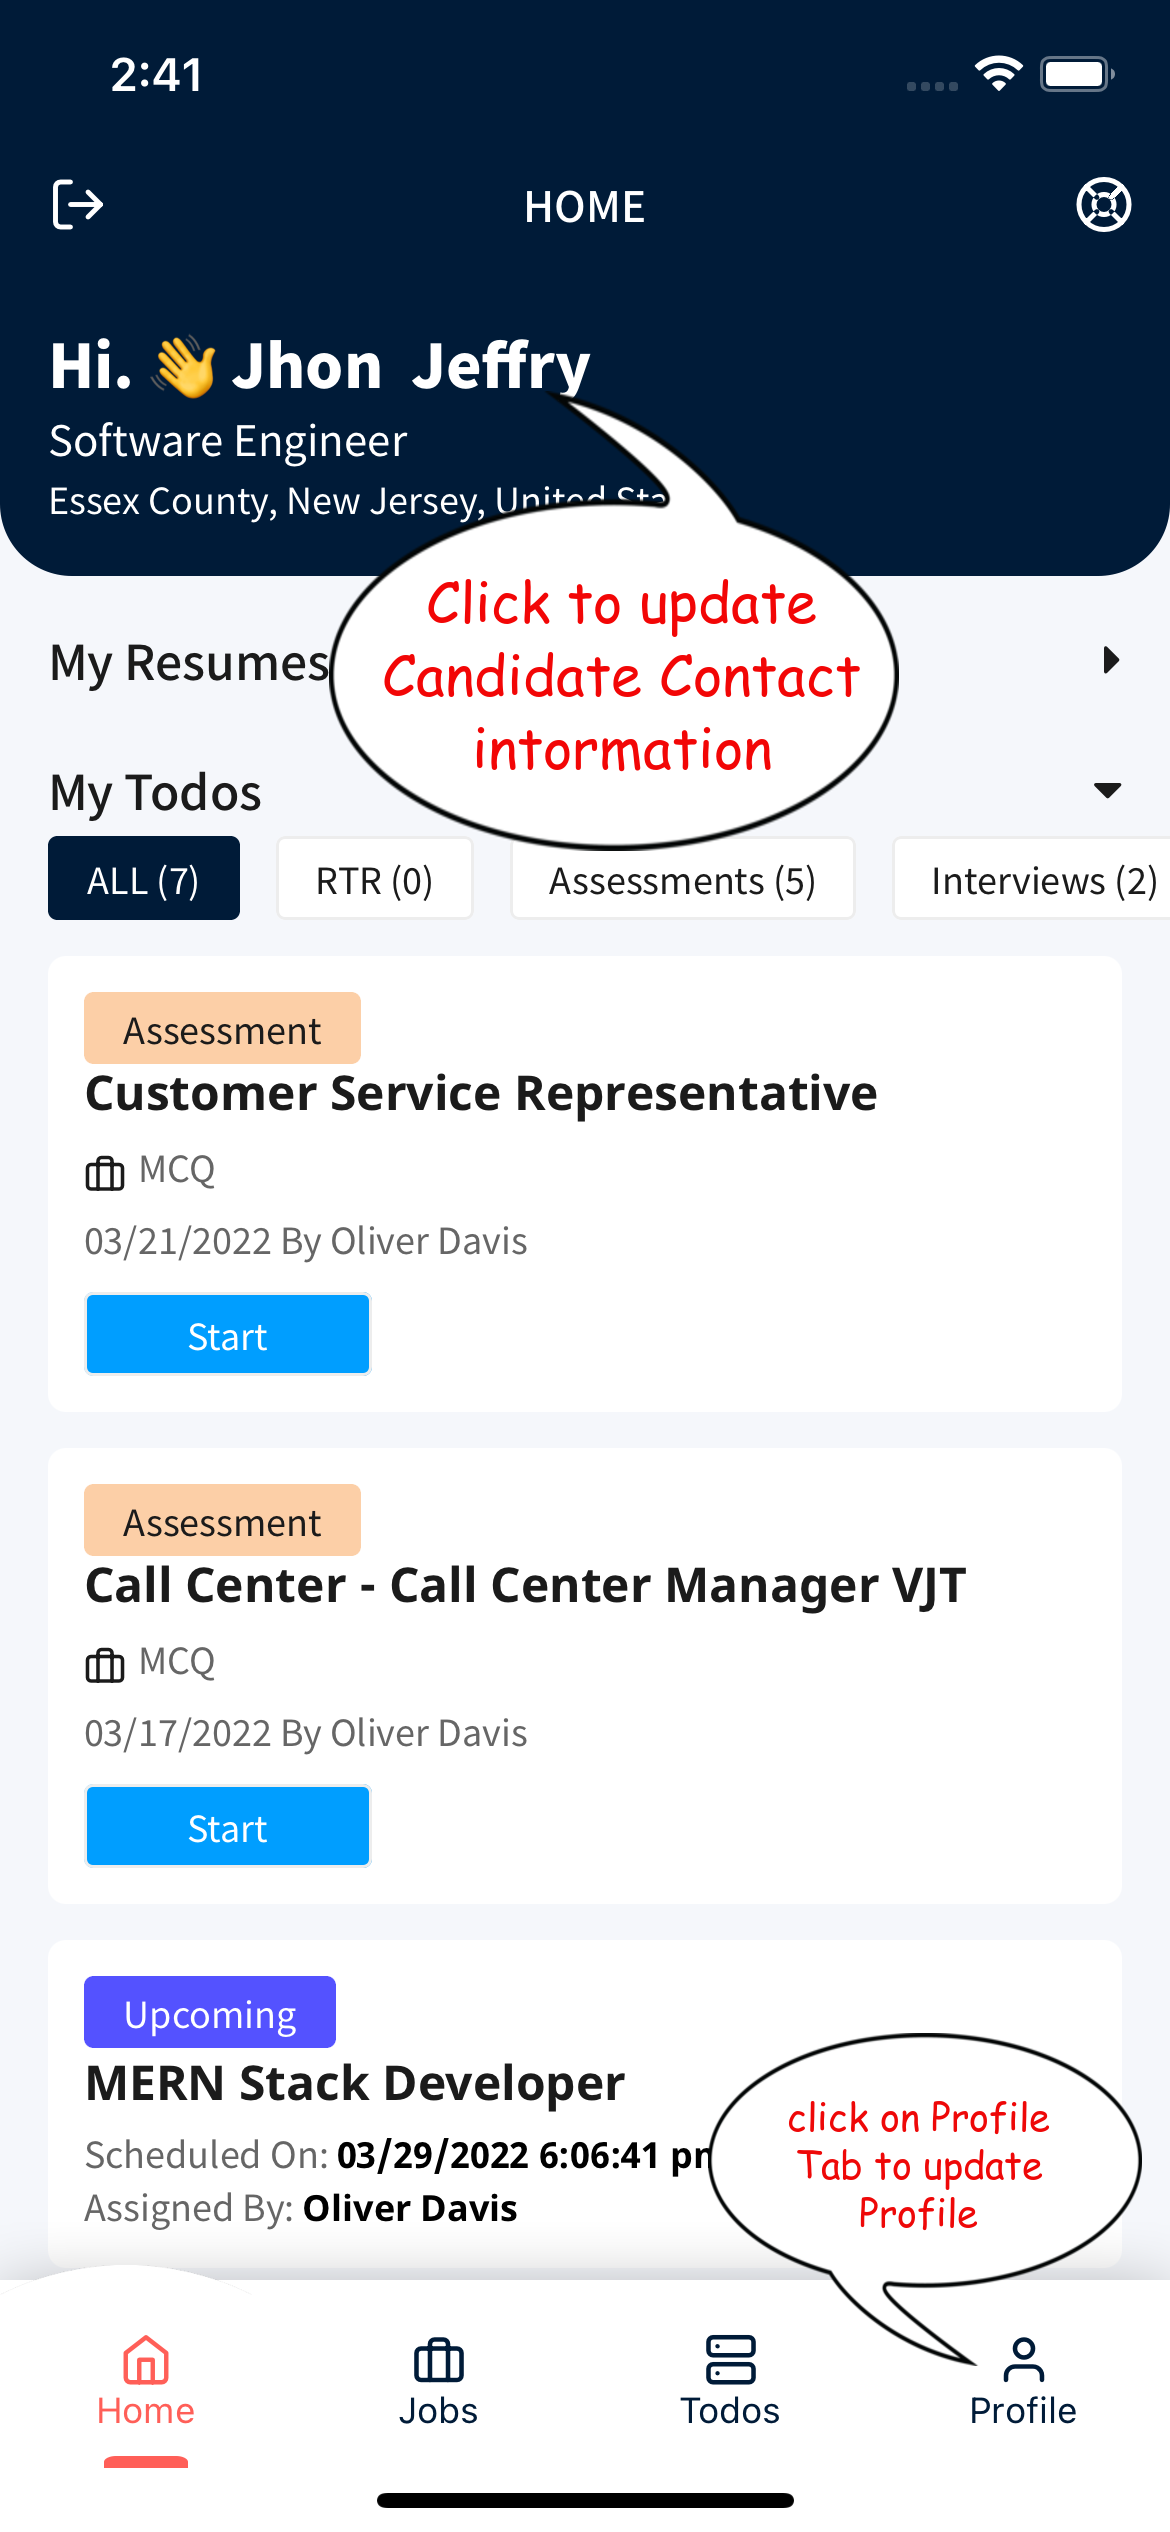 2:41
HOME
Hi. 👋 Jhon Jeffry
Software Engineer
Essex County, New Jersey, United Sta
Click to update
Candidate Contact
intormation
My Resumes
My Todos
ALL (7)
RTR (0)
Assessments (5)
Interviews (2)
Assessment
Customer Service Representative
MCQ
03/21/2022 By Oliver Davis
Start
Assessment
Call Center - Call Center Manager VJT
MCQ
03/17/2022 By Oliver Davis
Start
Upcoming
MERN Stack Developer
Scheduled On: 03/29/2022 6:06:41 pm
Assigned By: Oliver Davis
click on Profile
Tab to update
Profile
Home
Jobs
Todos
Profile